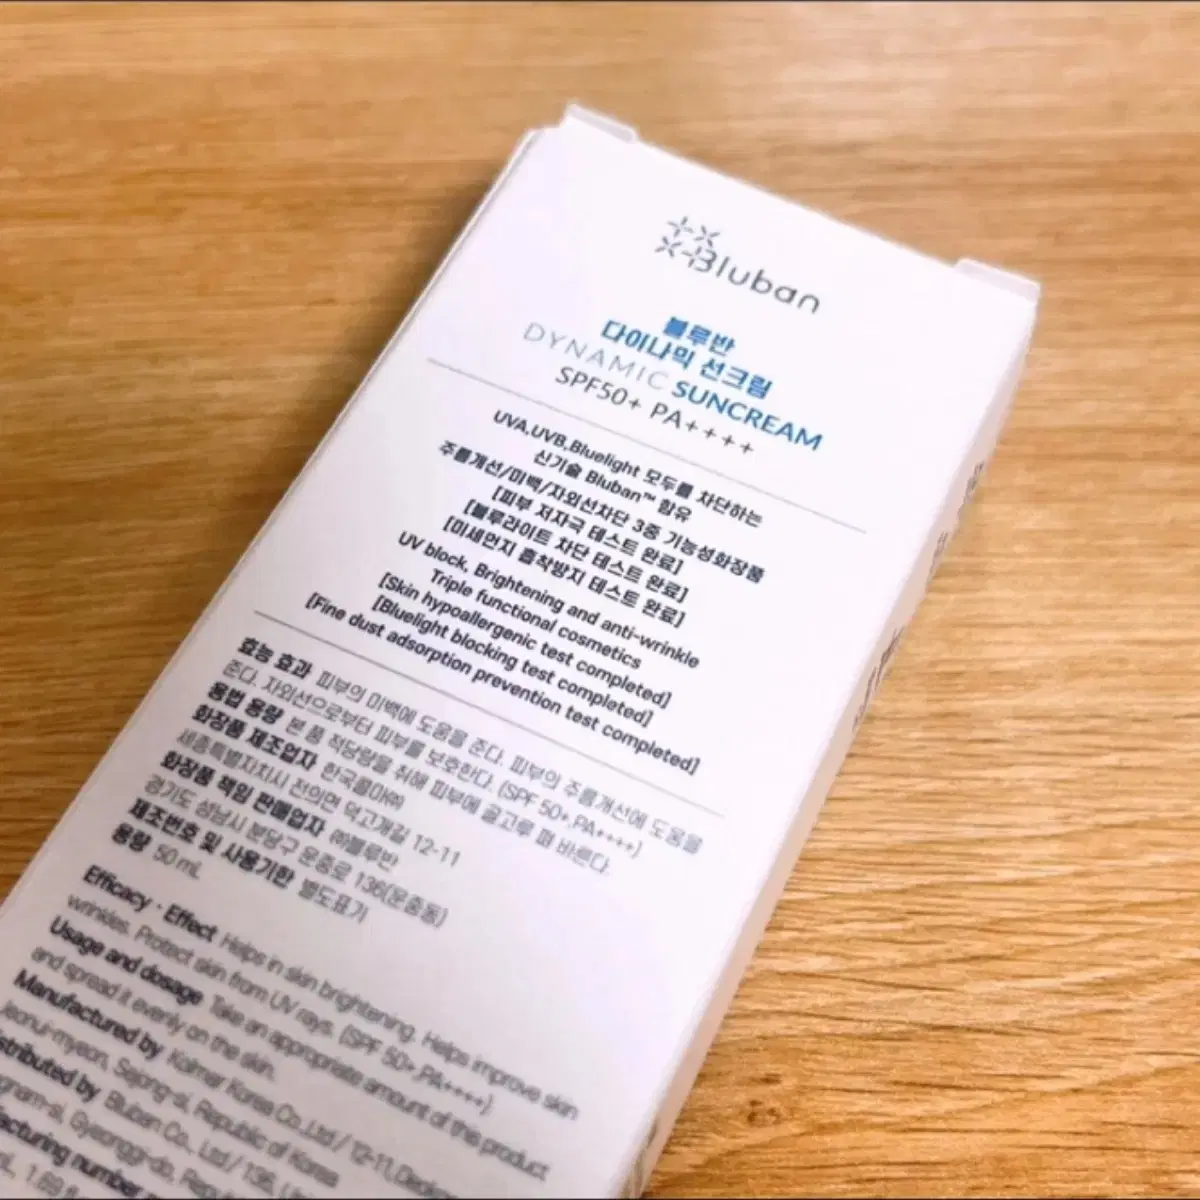 Bluban
블루반
다이나믹 선크림
DYNAMIC SUNCREAM
SPF50+ PA++++
UVA,UVB,Bluelight 모두를 차단하는
신기술 Bluban™ 함유
주름개선/미백/자외선차단 3중 기능성화장품
[피부 저자극 테스트 완료]
[블루라이트 차단 테스트 완료]
[미세먼지 흡착방지 테스트 완료]
UV block, Brightening and anti-wrinkle
Triple functional cosmetics
[Skin hypoallergenic test completed]
[Bluelight blocking test completed]
[Fine dust adsorption prevention test completed]
효능 효과 피부의 미백에 도움을 준다. 피부의 주름개선에 도움을
준다. 자외선으로부터 피부를 보호한다. (SPF 50+,PA++++)
용법 용량 본 품 적당량을 취해 피부에 골고루 펴 바른다.
화장품 제조업자 한국콜마㈜
세종특별자치시 전의면 덕고개길 12-11
화장품 책임 판매업자 ㈜블루반
경기도 성남시 분당구 운중로 136(운중동)
제조번호 및 사용기한 별도표기
용량 50 mL
Efficacy · Effect Helps in skin brightening. Helps improve skin
wrinkles. Protect skin from UV rays. (SPF 50+,PA++++)
Usage and dosage Take an appropriate amount of this product
and spread it evenly on the skin.
Manufactured by Kolmar Korea Co.,Ltd / 12-11,
Jeonui-myeon, Sejong-si, Republic of Korea
stributed by Bluban Co., Ltd / 136,
ngnam-si, Gyeonggi-do,
acturing number
1.69